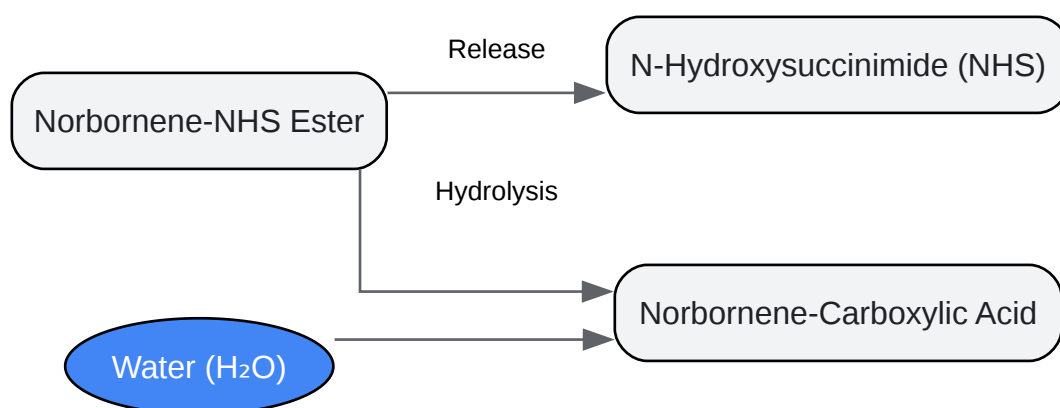 Release
N-Hydroxysuccinimide (NHS)
Norbornene-NHS Ester
Hydrolysis
Norbornene-Carboxylic Acid
Water (H₂O)